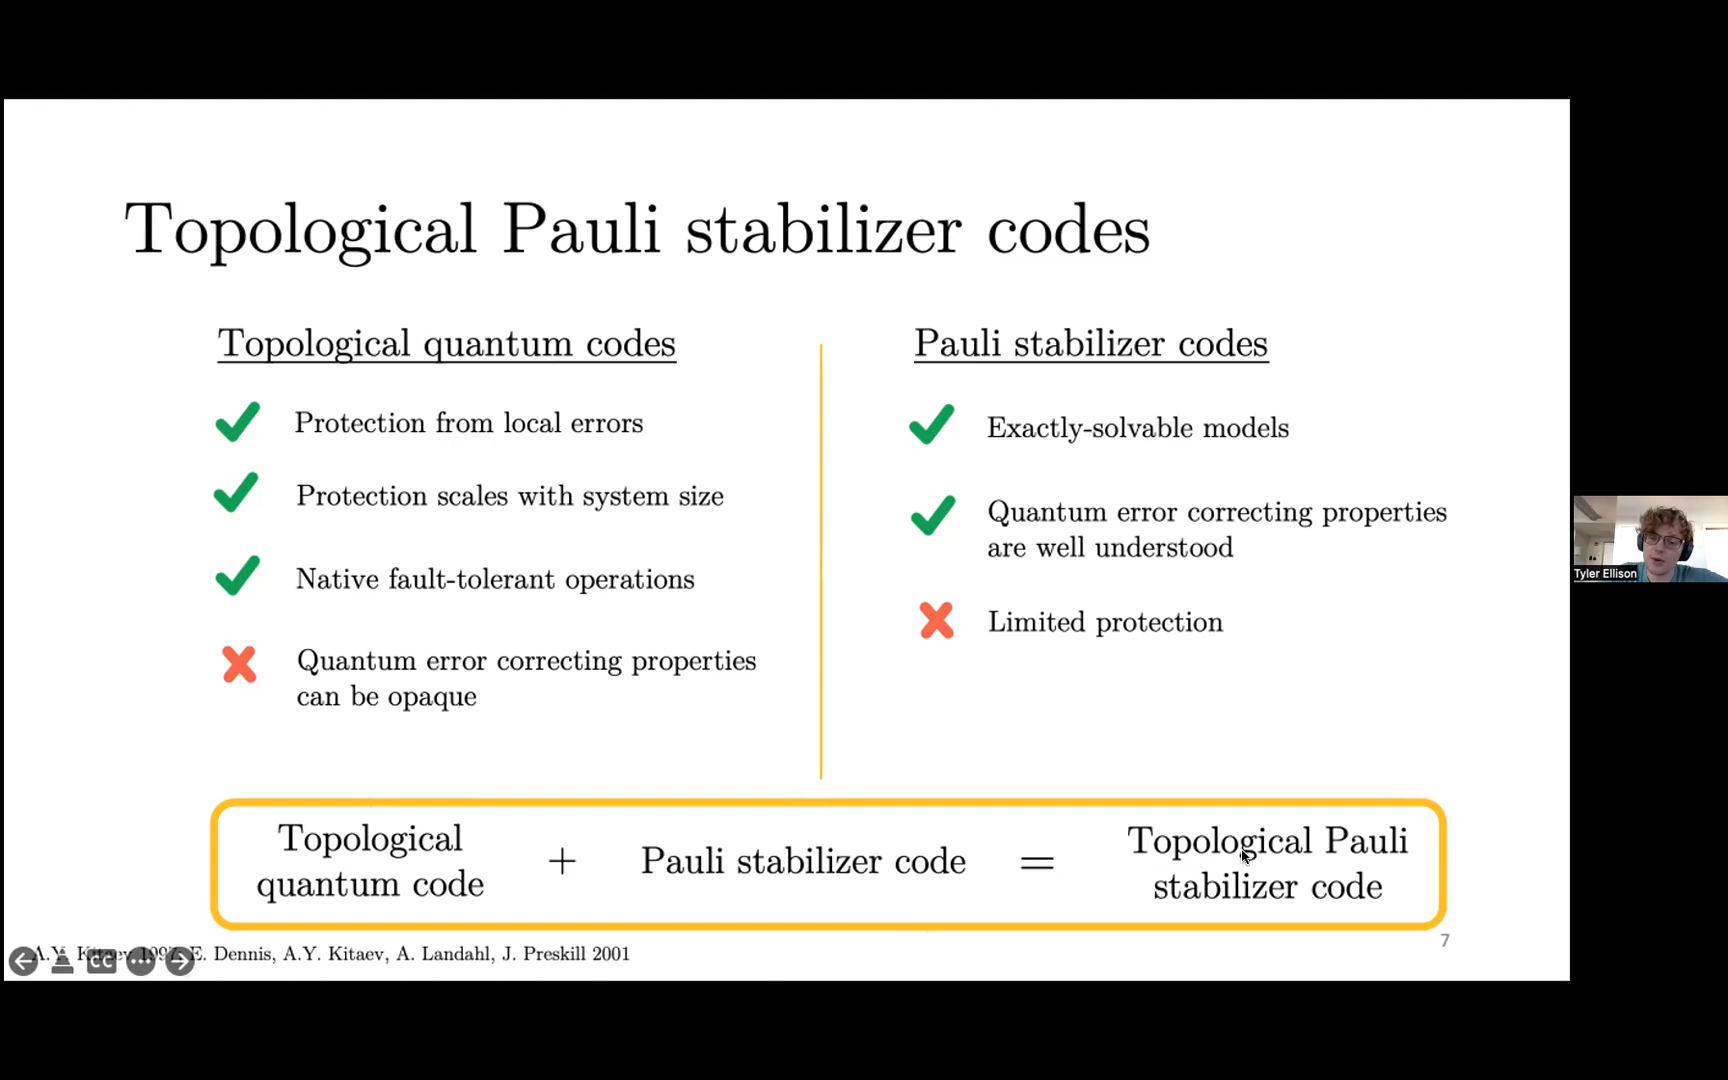 Topological Pauli stabilizer codes
Topological quantum codes
Protection from local errors
Protection scales with system size
Native fault-tolerant operations
Quantum error correcting properties
can be opaque
Pauli stabilizer codes
Exactly-solvable models
Quantum error correcting properties
are well understood
Limited protection
Topological
quantum code
+
Pauli stabilizer code
=
Topological Pauli
stabilizer code
7
A.Y. Kitaev 1997; E. Dennis, A.Y. Kitaev, A. Landahl, J. Preskill 2001
CC
Tyler Ellison